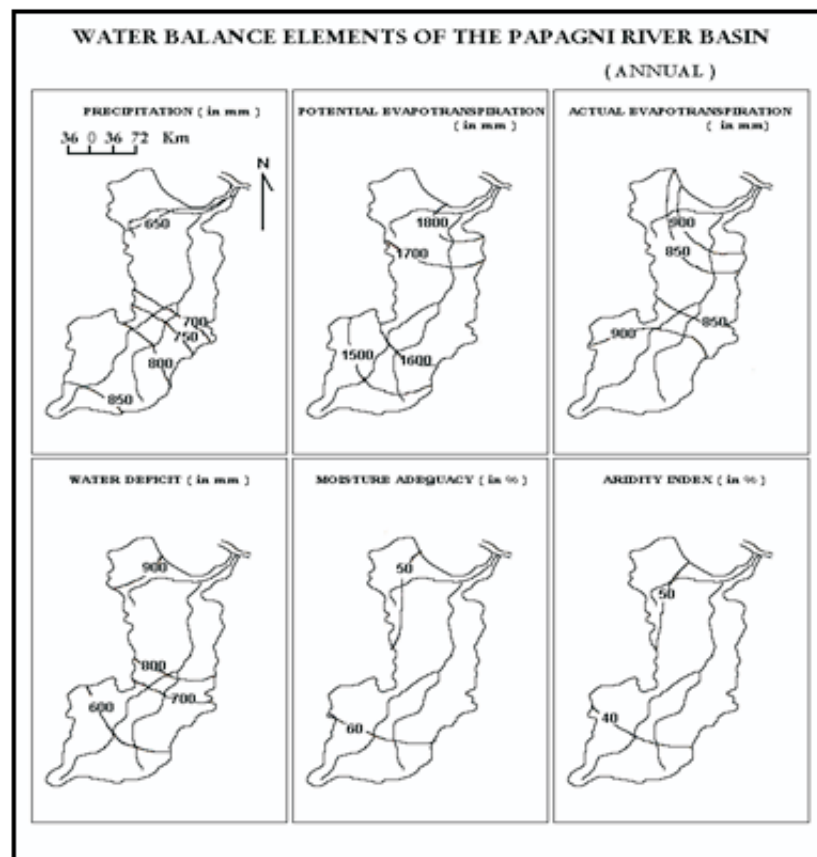 WATER BALANCE ELEMENTS OF THE PAPAGNI RIVER BASIN
( ANNUAL )
PRECIPITATION ( in mm )
36 0 36 72 Km
N
650
700
750
800
850
POTENTIAL EVAPOTRANSPIRATION
( in mm )
1800
1700
1500
1600
ACTUAL EVAPOTRANSPIRATION
( in mm)
900
850
850
900
WATER DEFICIT ( in mm )
900
800
700
600
MOISTURE ADEQUACY ( in % )
50
60
ARIDITY INDEX ( in % )
50
40